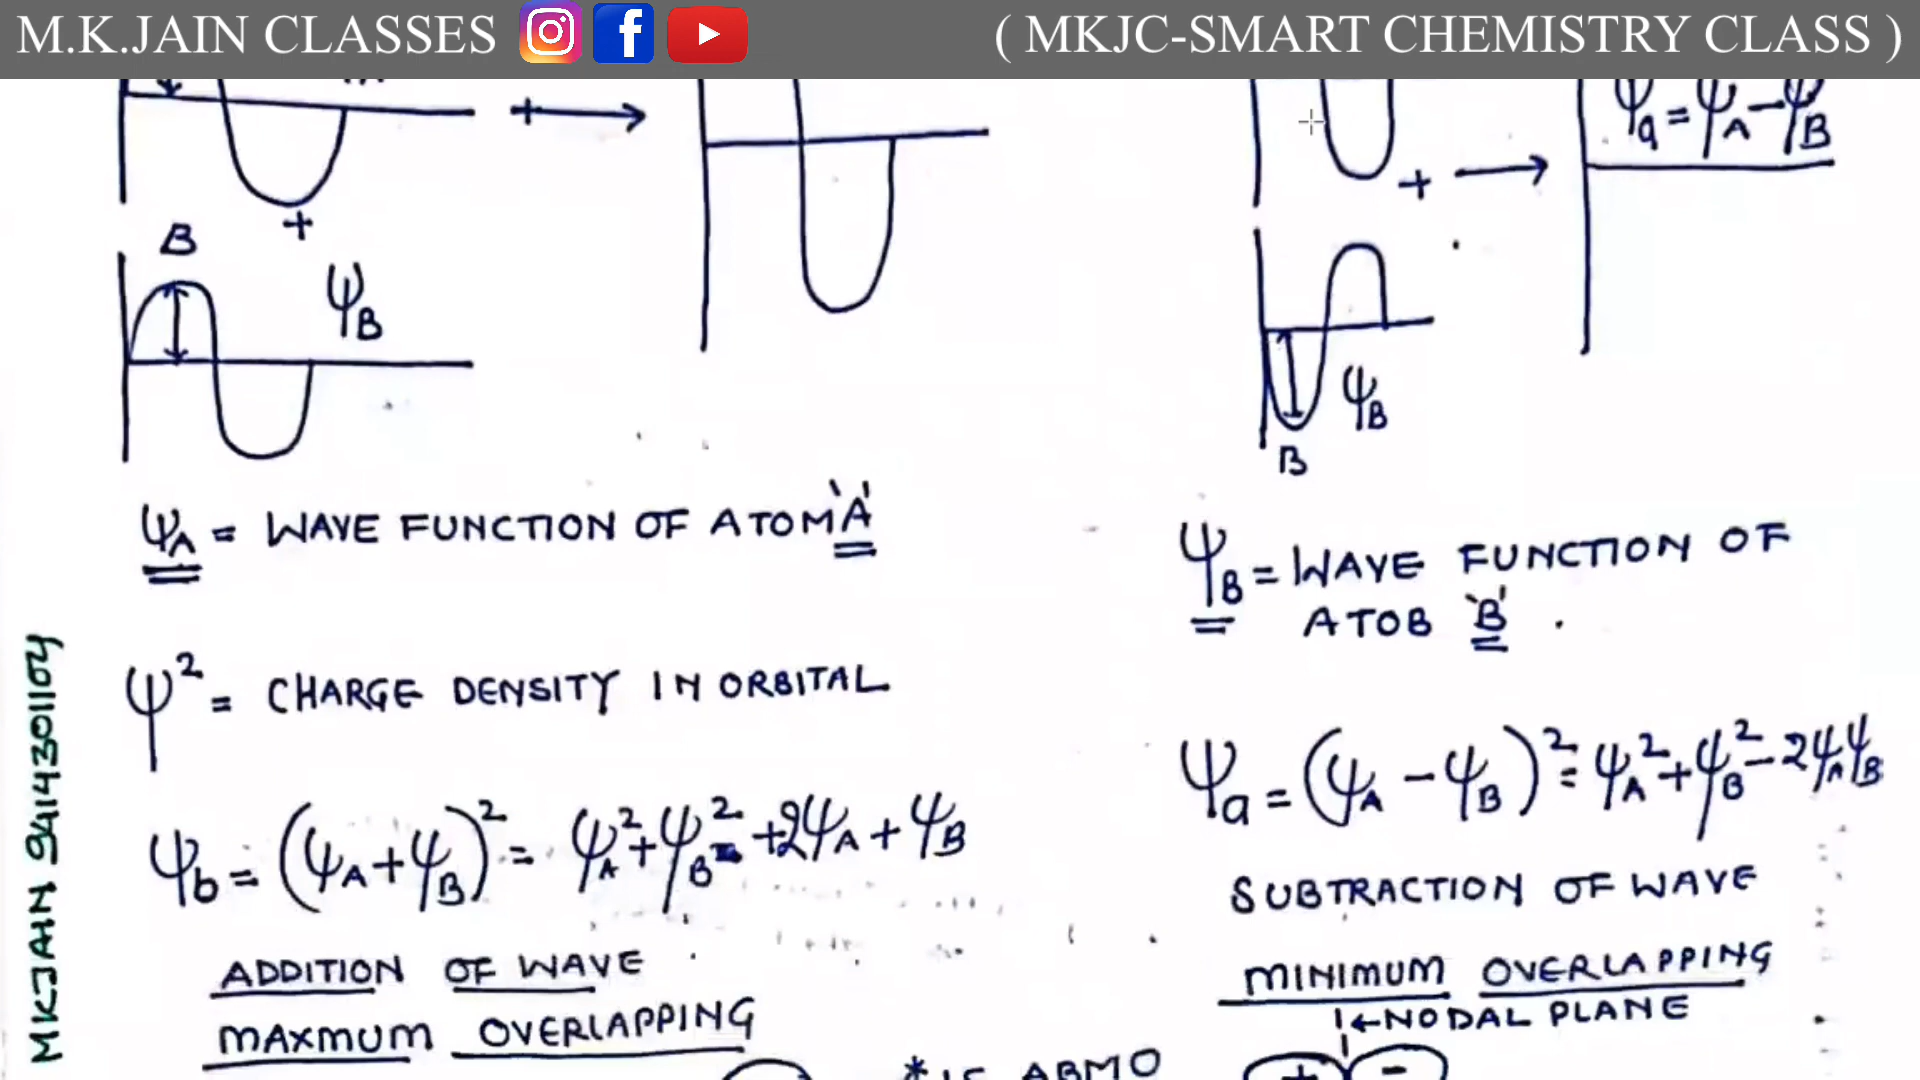 M.K.JAIN CLASSES
( MKJC-SMART CHEMISTRY CLASS )
+
Ψa = ΨA − ΨB
+
+
B
ΨB
ΨB
B
ΨA = WAVE FUNCTION OF ATOM 'A'
ΨB = WAVE FUNCTION OF
ATOB 'B'
Ψ² = CHARGE DENSITY IN ORBITAL
Ψb = (ΨA + ΨB)² = ΨA² + ΨB² + 2ΨA + ΨB
Ψa = (ΨA − ΨB)² = ΨA² + ΨB² − 2ΨAΨB
ADDITION OF WAVE
MAXMUM OVERLAPPING
SUBTRACTION OF WAVE
MINIMUM OVERLAPPING
←NODAL PLANE
+ −
ABMO
MKJAIN 9414301104